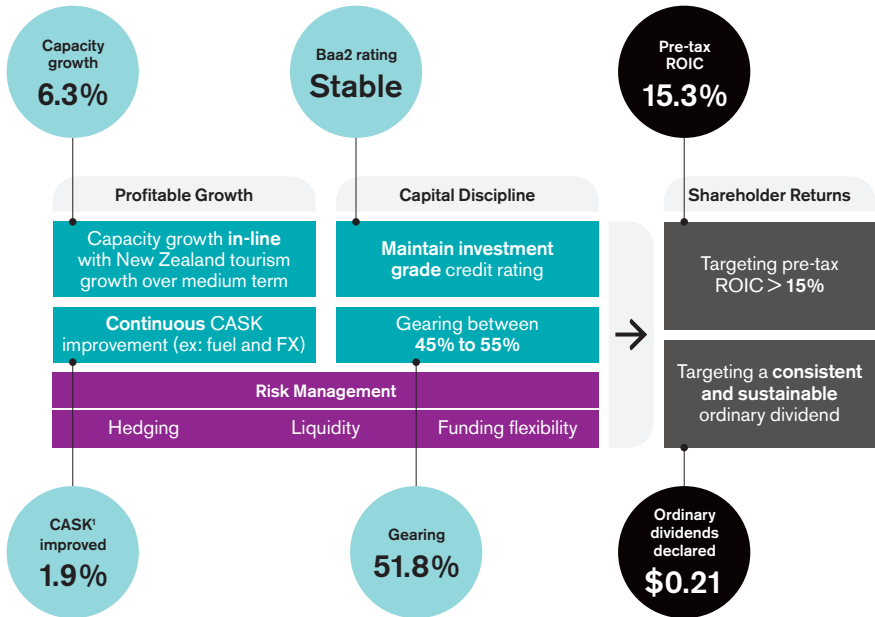 Capacity
growth
6.3%
Baa2 rating
Stable
Pre-tax
ROIC
15.3%
Profitable Growth
Capital Discipline
Shareholder Returns
Capacity growth in-line
with New Zealand tourism
growth over medium term
Maintain investment
grade credit rating
Targeting pre-tax
ROIC > 15%
Continuous CASK
improvement (ex: fuel and FX)
Gearing between
45% to 55%
Targeting a consistent
and sustainable
ordinary dividend
Risk Management
Hedging
Liquidity
Funding flexibility
CASK¹
improved
1.9%
Gearing
51.8%
Ordinary
dividends
declared
$0.21